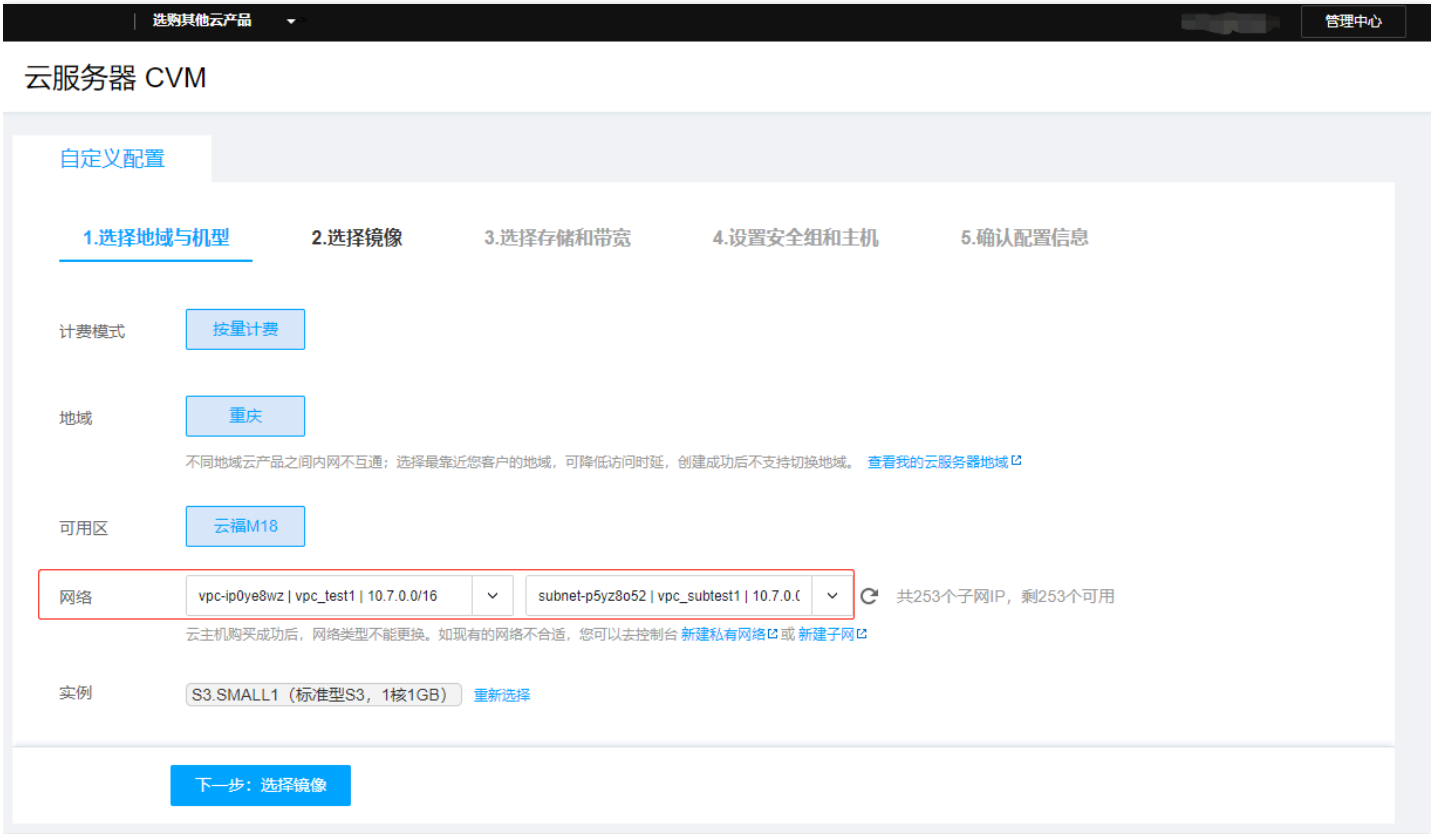 选购其他云产品 管理中心
云服务器 CVM
自定义配置
1.选择地域与机型 2.选择镜像 3.选择存储和带宽 4.设置安全组和主机 5.确认配置信息
计费模式 按量计费
地域 重庆
不同地域云产品之间内网不互通；选择最靠近您客户的地域，可降低访问时延，创建成功后不支持切换地域。 查看我的云服务器地域
可用区 云福M18
网络 vpc-ip0ye8wz | vpc_test1 | 10.7.0.0/16 subnet-p5yz8o52 | vpc_subtest1 | 10.7.0.( 共253个子网IP，剩253个可用
云主机购买成功后，网络类型不能更换。如现有的网络不合适，您可以去控制台 新建私有网络 或 新建子网
实例 S3.SMALL1（标准型S3，1核1GB） 重新选择
下一步：选择镜像